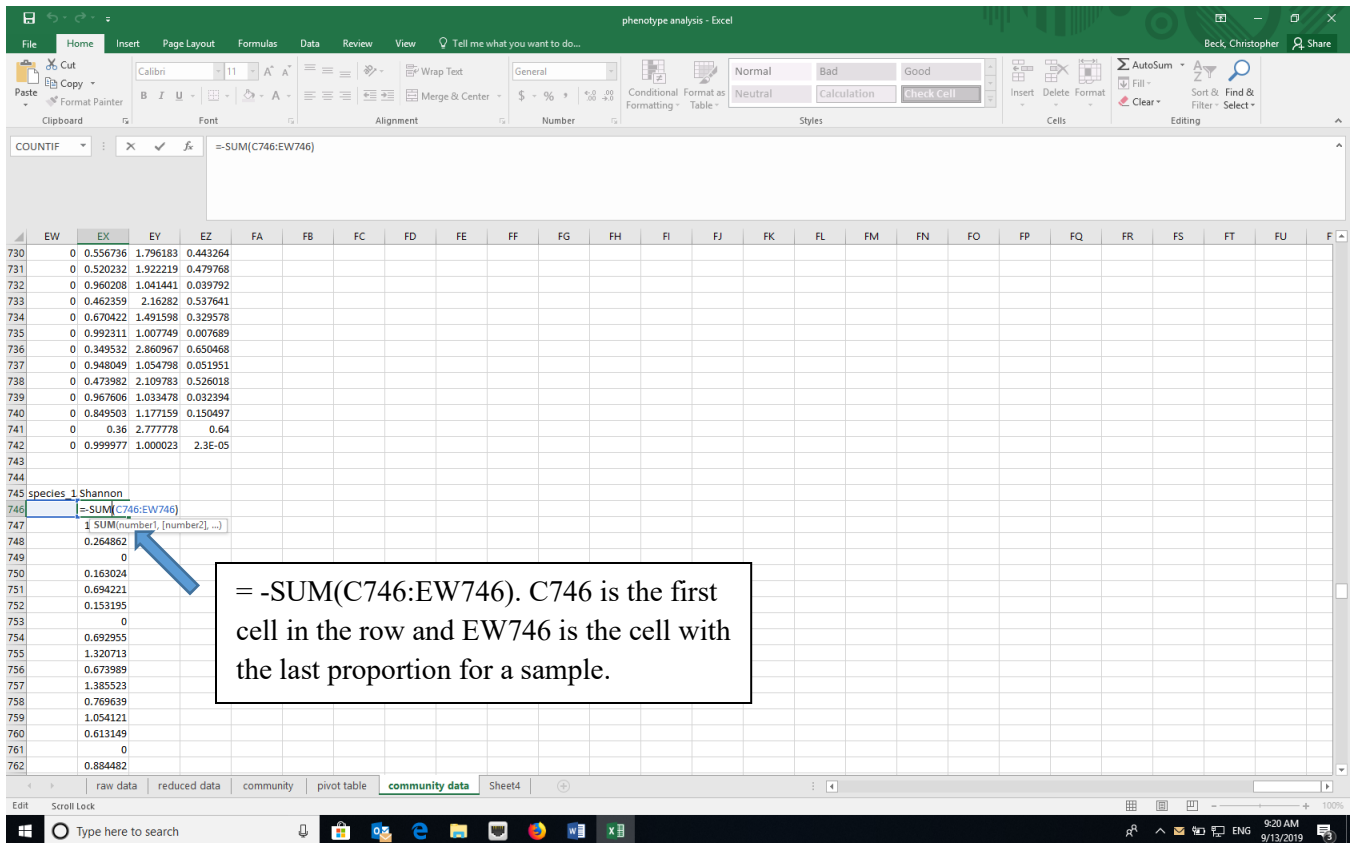 phenotype analysis - Excel
File Home Insert Page Layout Formulas Data Review View Tell me what you want to do... Beck, Christopher Share
Cut
Copy
Format Painter
Paste
Calibri 11
B I U
Wrap Text
Merge & Center
General
$ % ,
Conditional Formatting
Format as Table
Normal Bad Good
Neutral Calculation Check Cell
Insert Delete Format
AutoSum
Fill
Clear
Sort & Filter
Find & Select
Clipboard Font Alignment Number Styles Cells Editing
COUNTIF fx =-SUM(C746:EW746)
EW EX EY EZ FA FB FC FD FE FF FG FH FI FJ FK FL FM FN FO FP FQ FR FS FT FU F
730 0 0.556736 1.796183 0.443264
731 0 0.520232 1.922219 0.479768
732 0 0.960208 1.041441 0.039792
733 0 0.462359 2.16282 0.537641
734 0 0.670422 1.491598 0.329578
735 0 0.992311 1.007749 0.007689
736 0 0.349532 2.860967 0.650468
737 0 0.948049 1.054798 0.051951
738 0 0.473982 2.109783 0.526018
739 0 0.967606 1.033478 0.032394
740 0 0.849503 1.177159 0.150497
741 0 0.36 2.777778 0.64
742 0 0.999977 1.000023 2.3E-05
743
744
745 species_1 Shannon
746 =-SUM(C746:EW746)
747 1 SUM(number1, [number2], ...)
748 0.264862
749 0
750 0.163024
751 0.694221
752 0.153195
753 0
754 0.692955
755 1.320713
756 0.673989
757 1.385523
758 0.769639
759 1.054121
760 0.613149
761 0
762 0.884482
= -SUM(C746:EW746). C746 is the first
cell in the row and EW746 is the cell with
the last proportion for a sample.
raw data reduced data community pivot table community data Sheet4
Edit Scroll Lock 100%
Type here to search ENG 9:20 AM
9/13/2019